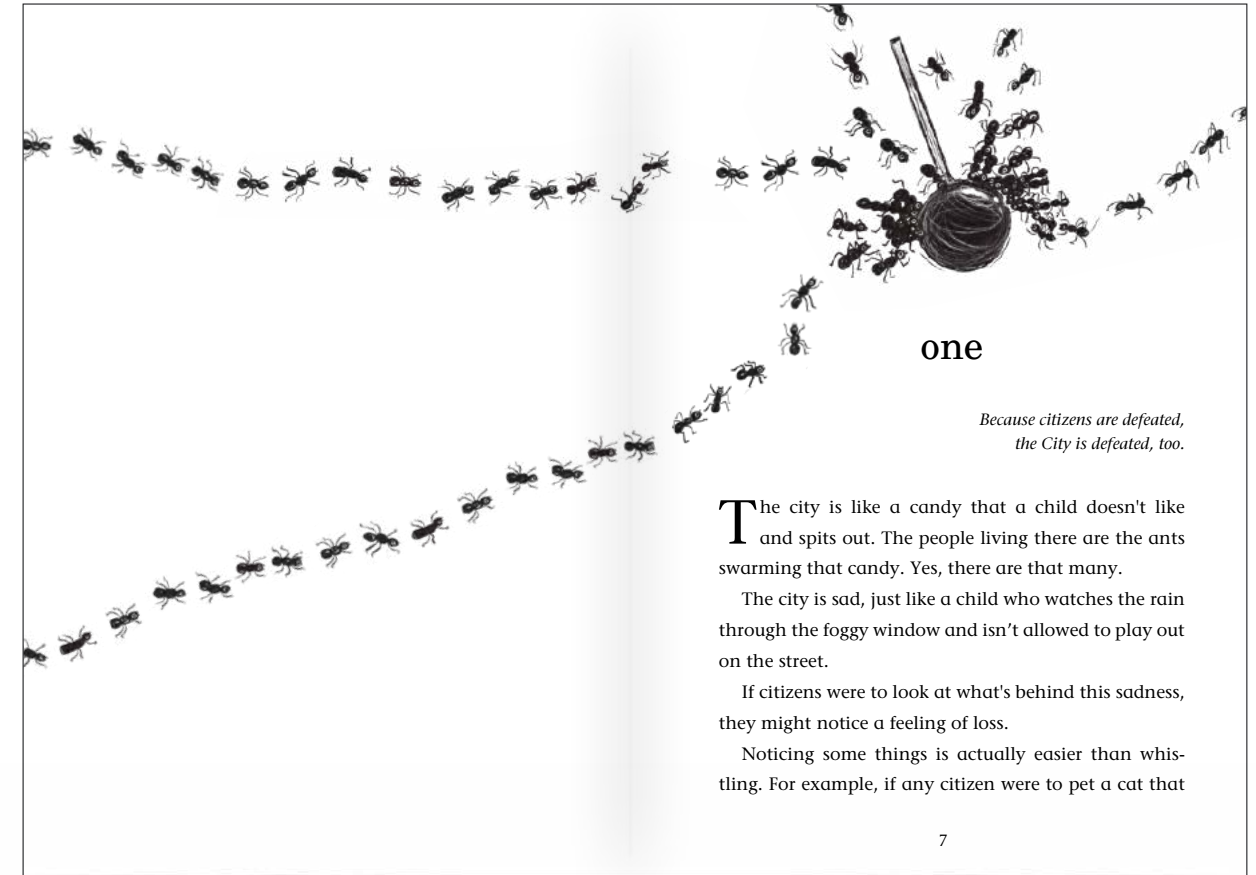 one
Because citizens are defeated,
the City is defeated, too.
The city is like a candy that a child doesn't like
and spits out. The people living there are the ants
swarming that candy. Yes, there are that many.
The city is sad, just like a child who watches the rain
through the foggy window and isn’t allowed to play out
on the street.
If citizens were to look at what's behind this sadness,
they might notice a feeling of loss.
Noticing some things is actually easier than whis-
tling. For example, if any citizen were to pet a cat that
7